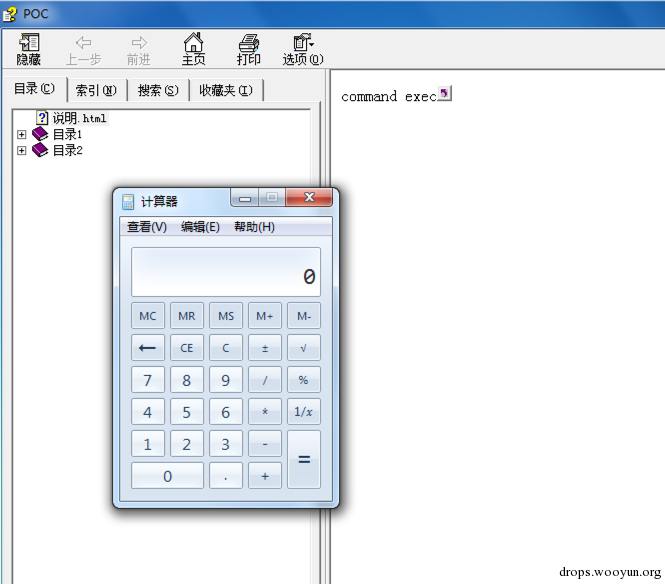 POC
隐藏 上一步 前进 主页 打印 选项(O)
目录(C) 索引(N) 搜索(S) 收藏夹(I)
说明.html
目录1
目录2
command exec
计算器
查看(V) 编辑(E) 帮助(H)
0
MC MR MS M+ M-
← CE C ± √
7 8 9 / %
4 5 6 * 1/x
1 2 3 - =
0 . +
drops.wooyun.org